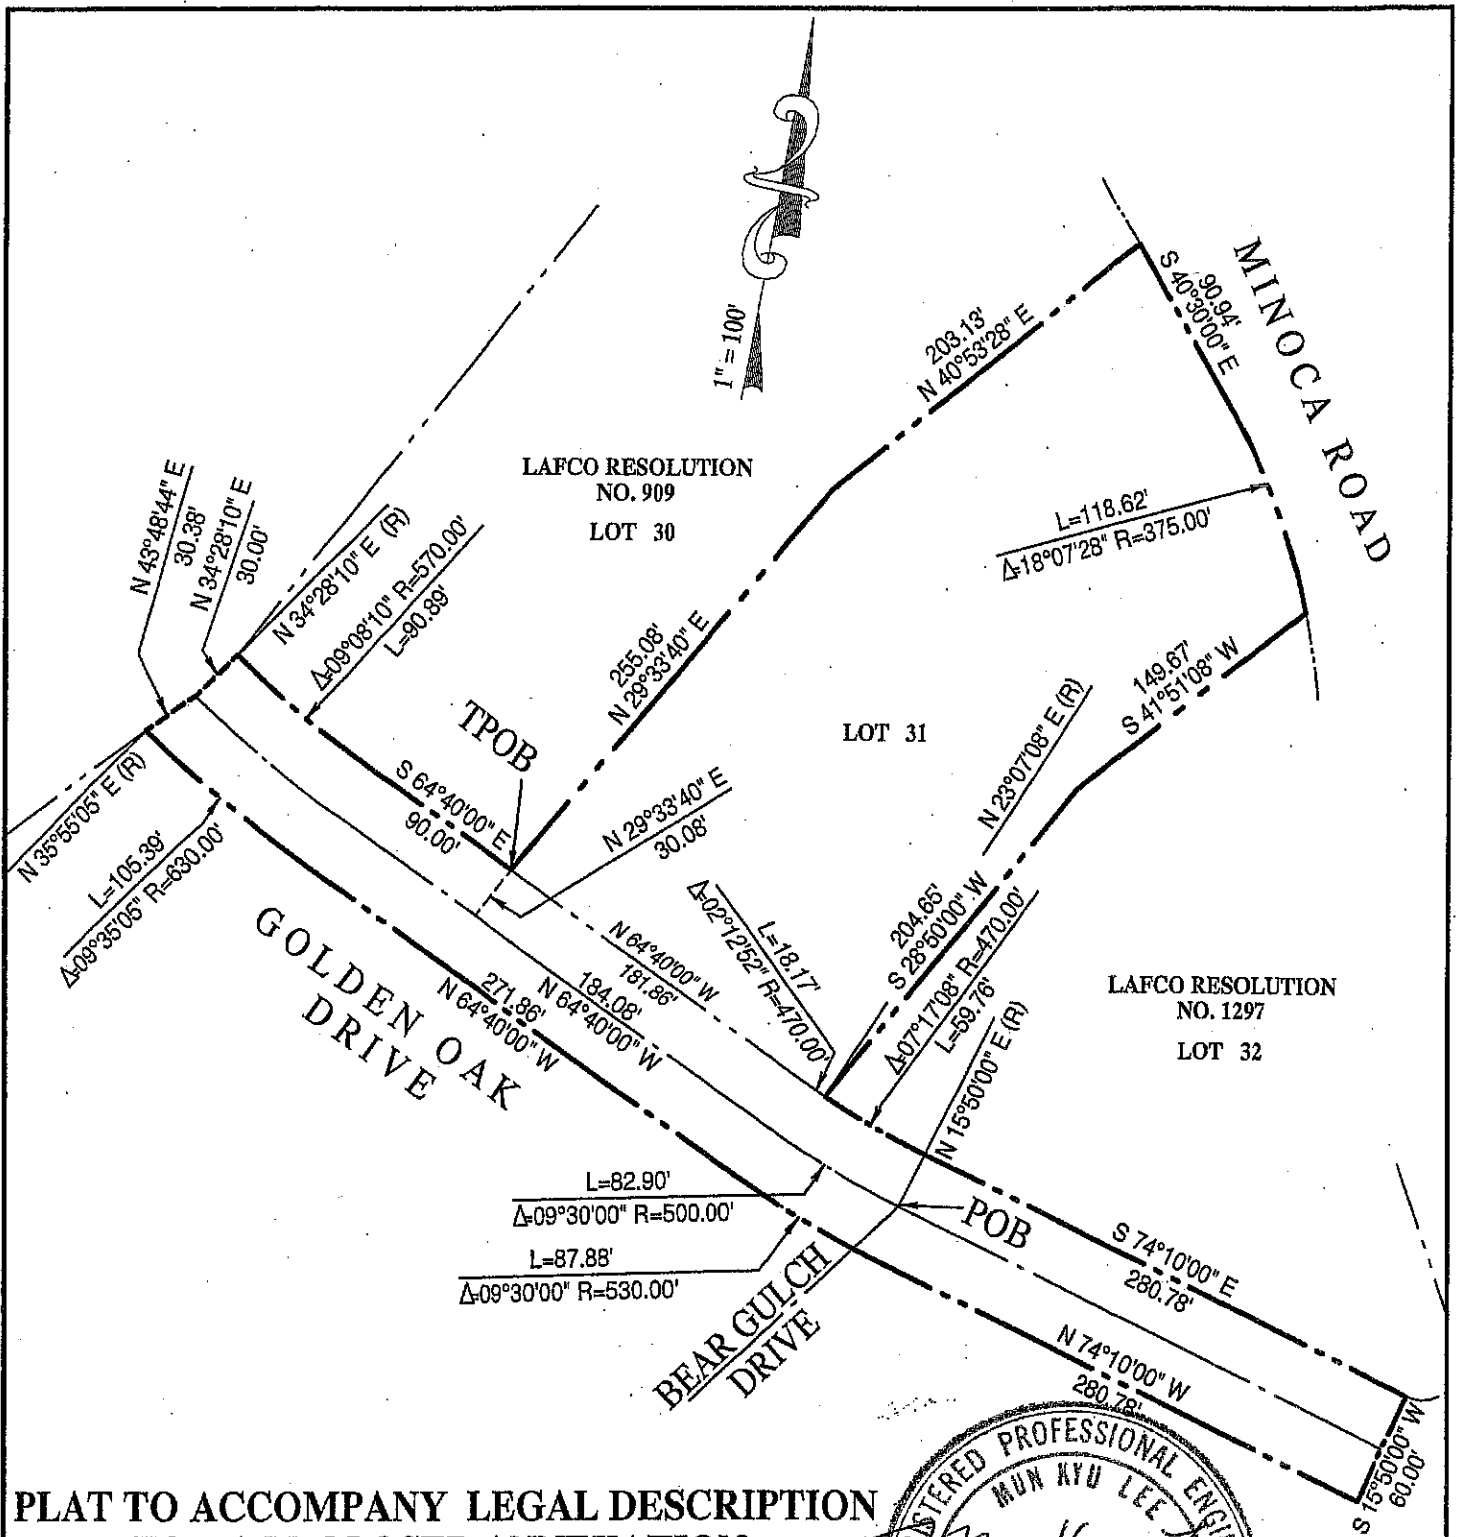 1" = 100'
MINOCA ROAD
90.94'
S 40°30'00" E
203.13'
N 40°53'28" E
LAFCO RESOLUTION
NO. 909
LOT 30
N 43°48'44" E
30.38'
N 34°28'10" E
30.00'
N 34°28'10" E (R)
Δ=09°08'10" R=570.00'
L=90.89'
L=118.62'
Δ=18°07'28" R=375.00'
255.08'
N 29°33'40" E
149.67'
S 41°51'08" W
TPOB
LOT 31
N 23°07'08" E (R)
S 64°40'00" E
90.00'
N 29°33'40" E
30.08'
N 35°55'05" E (R)
L=105.39'
Δ=09°35'05" R=630.00'
GOLDEN OAK
DRIVE
N 64°40'00" W
181.86'
184.08'
N 64°40'00" W
271.86'
N 64°40'00" W
L=18.17'
Δ=02°12'52" R=470.00'
204.65'
S 28°50'00" W
Δ=07°17'08" R=470.00'
L=59.76'
N 15°50'00" E (R)
LAFCO RESOLUTION
NO. 1297
LOT 32
L=82.90'
Δ=09°30'00" R=500.00'
L=87.88'
Δ=09°30'00" R=530.00'
POB
BEAR GULCH
DRIVE
S 74°10'00" E
280.78'
N 74°10'00" W
280.78'
S 15°50'00" W
60.00'
PLAT TO ACCOMPANY LEGAL DESCRIPTION
STERED PROFESSIONAL ENGI
MUN KYU LEE